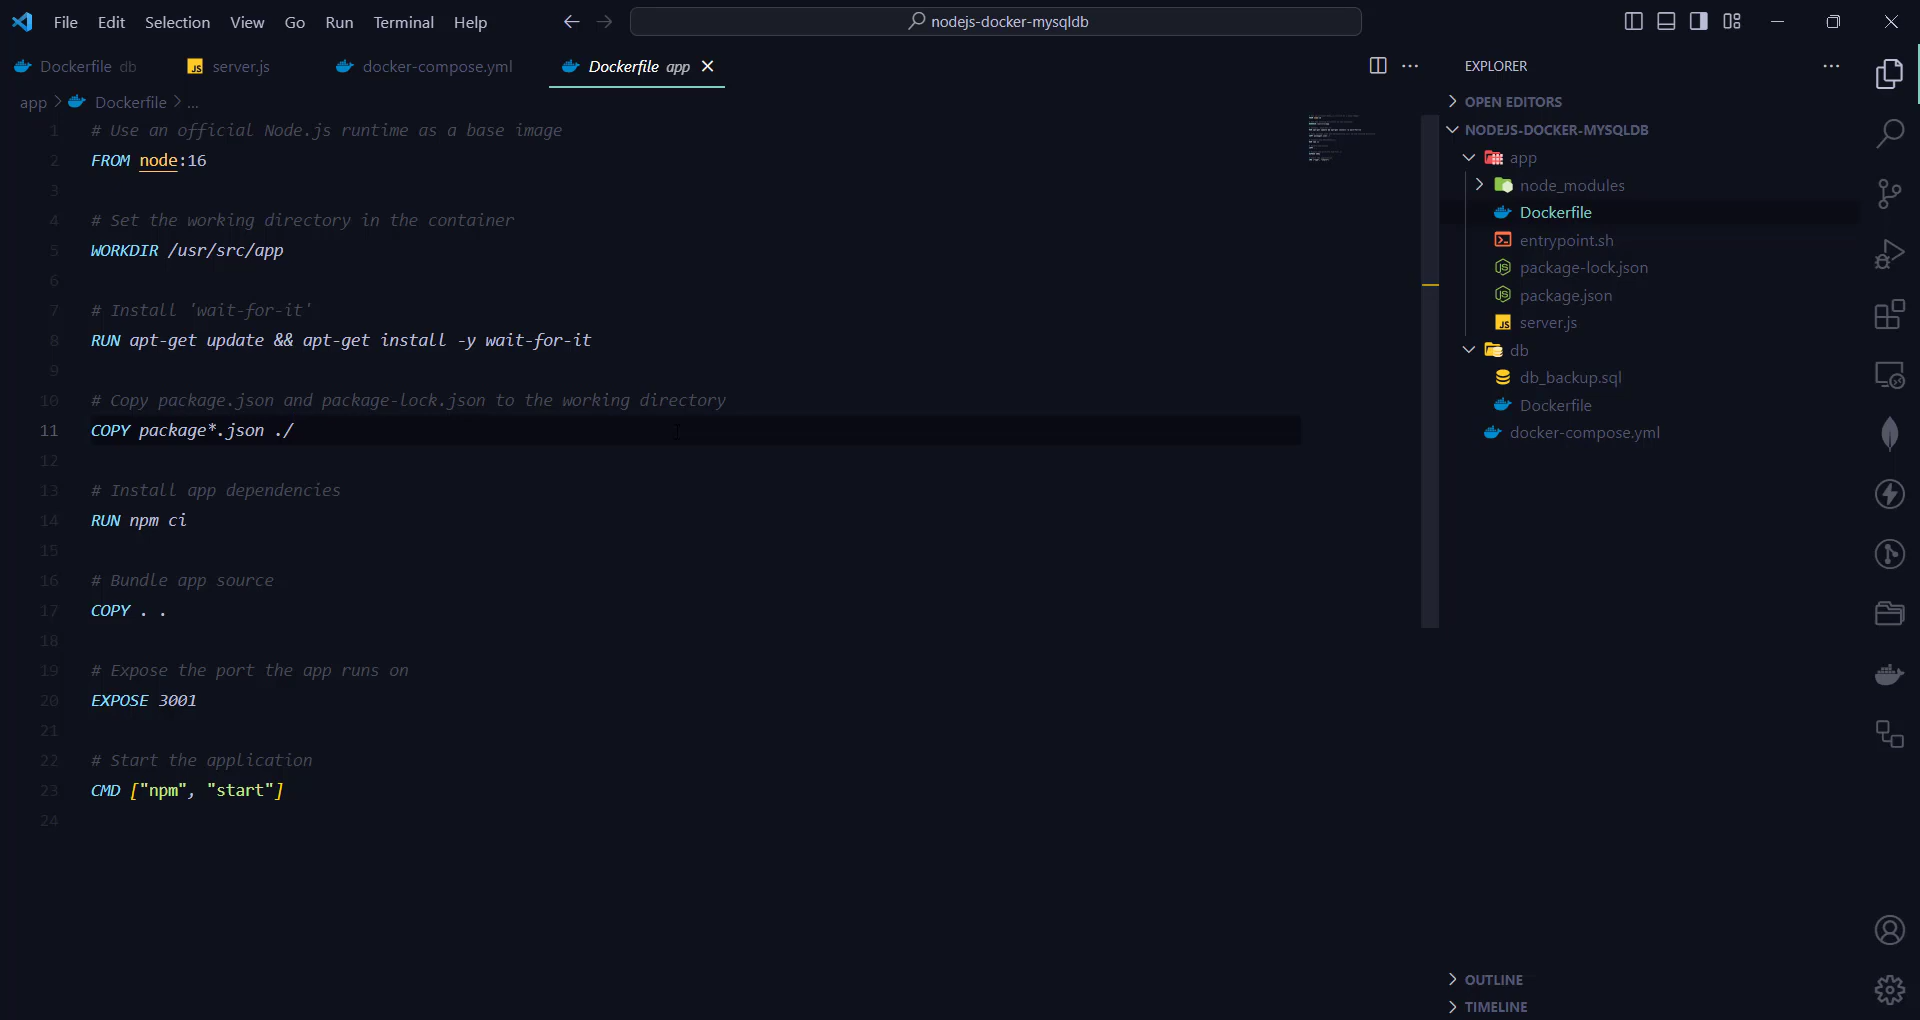 File Edit Selection View Go Run Terminal Help
nodejs-docker-mysqldb
Dockerfile db
server.js
docker-compose.yml
Dockerfile app
app > Dockerfile > ...
1 # Use an official Node.js runtime as a base image
2 FROM node:16
3
4 # Set the working directory in the container
5 WORKDIR /usr/src/app
6
7 # Install 'wait-for-it'
8 RUN apt-get update && apt-get install -y wait-for-it
9
10 # Copy package.json and package-lock.json to the working directory
11 COPY package*.json ./
12
13 # Install app dependencies
14 RUN npm ci
15
16 # Bundle app source
17 COPY . .
18
19 # Expose the port the app runs on
20 EXPOSE 3001
21
22 # Start the application
23 CMD ["npm", "start"]
24
EXPLORER
OPEN EDITORS
NODEJS-DOCKER-MYSQLDB
app
node_modules
Dockerfile
entrypoint.sh
package-lock.json
package.json
JS server.js
db
db_backup.sql
Dockerfile
docker-compose.yml
OUTLINE
TIMELINE